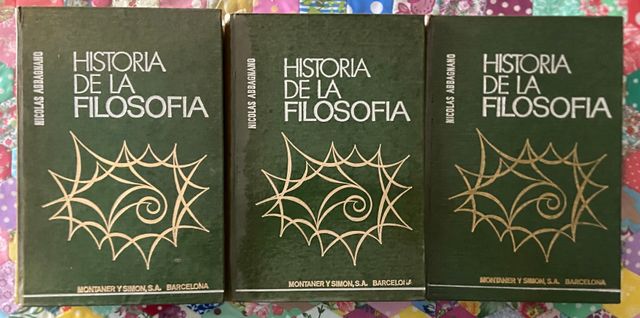 NICOLAS ABBAGNANO
HISTORIA
DE LA
FILOSOFIA
MONTANER Y SIMON, S.A. BARCELONA
NICOLAS ABBAGNANO
HISTORIA
DE LA
FILOSOFIA
MONTANER Y SIMON, S.A. BARCELOI
NICOLAS ABBAGNANO
HISTORIA
DE LA
FILOSOFIA
MONTANER Y SIMON, S.A. BARCELONA